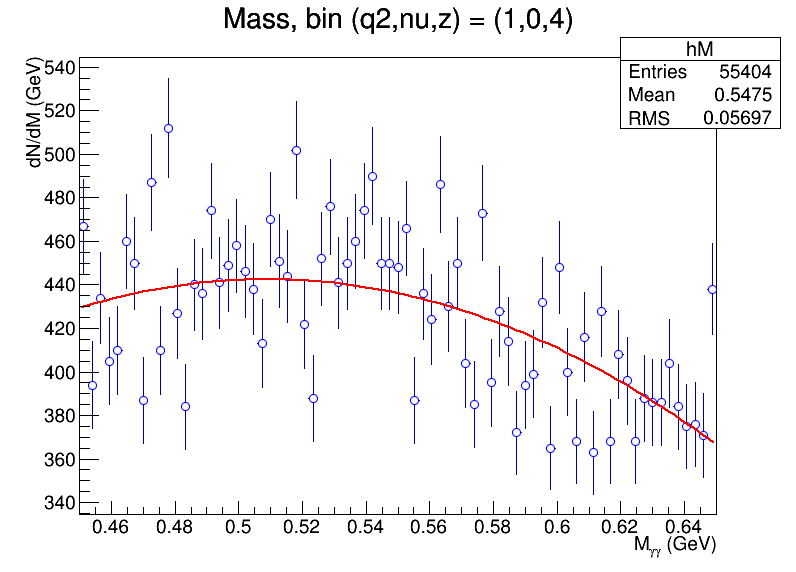 Mass, bin (q2,nu,z) = (1,0,4)
hM
Entries 55404
Mean 0.5475
RMS 0.05697
dN/dM (GeV)
540
520
500
480
460
440
420
400
380
360
340
0.46 0.48 0.5 0.52 0.54 0.56 0.58 0.6 0.62 0.64
Mγγ (GeV)